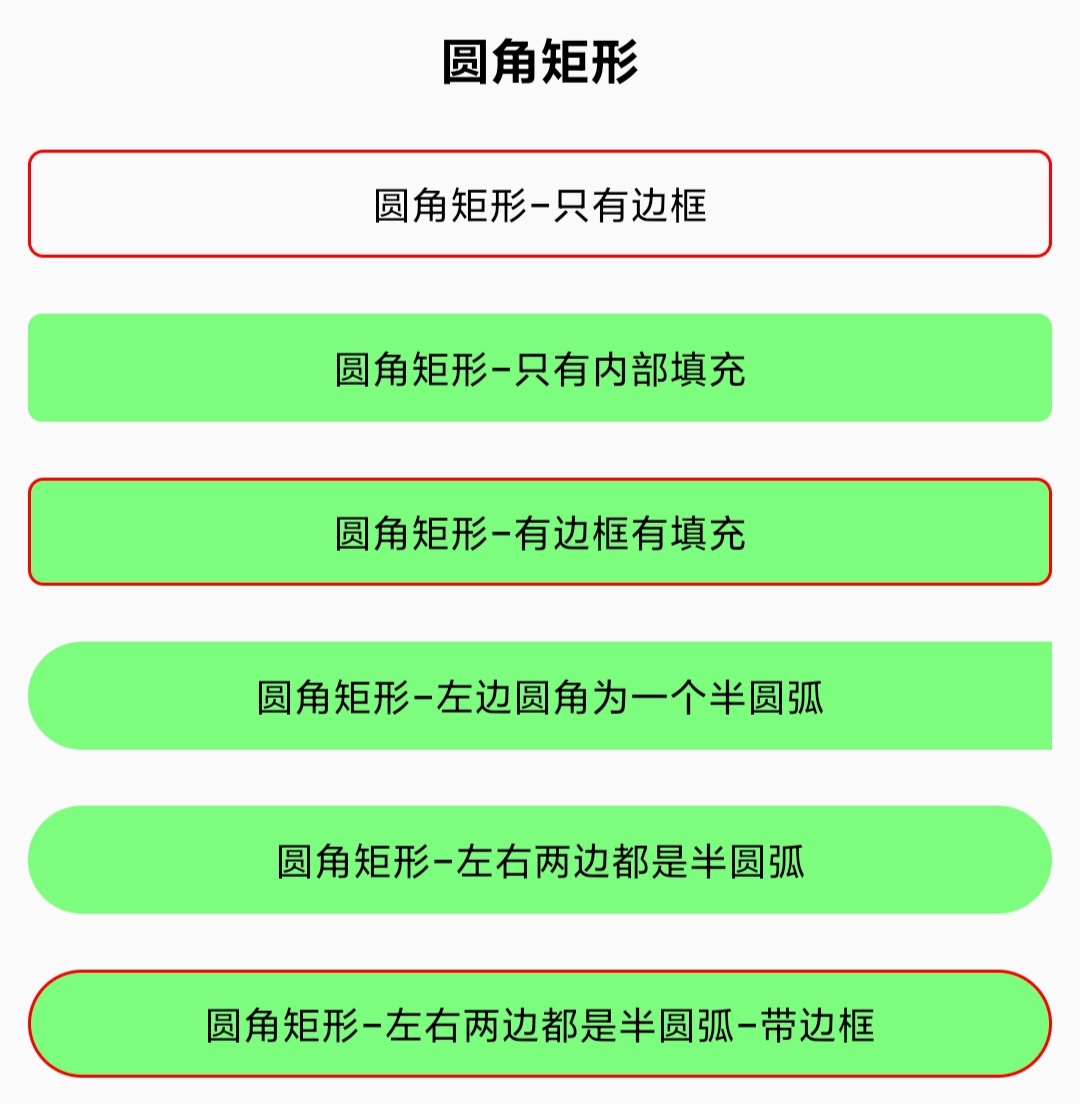 圆角矩形
圆角矩形-只有边框
圆角矩形-只有内部填充
圆角矩形-有边框有填充
圆角矩形-左边圆角为一个半圆弧
圆角矩形-左右两边都是半圆弧
圆角矩形-左右两边都是半圆弧-带边框